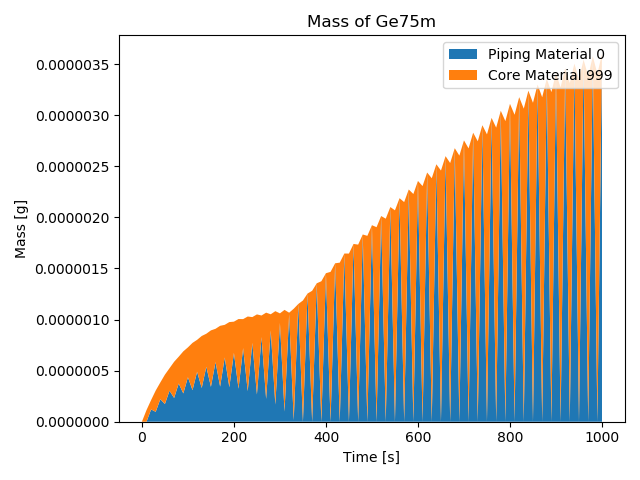 Mass of Ge75m
Piping Material 0
Core Material 999
Mass [g]
0.0000035
0.0000030
0.0000025
0.0000020
0.0000015
0.0000010
0.0000005
0.0000000
0 200 400 600 800 1000
Time [s]